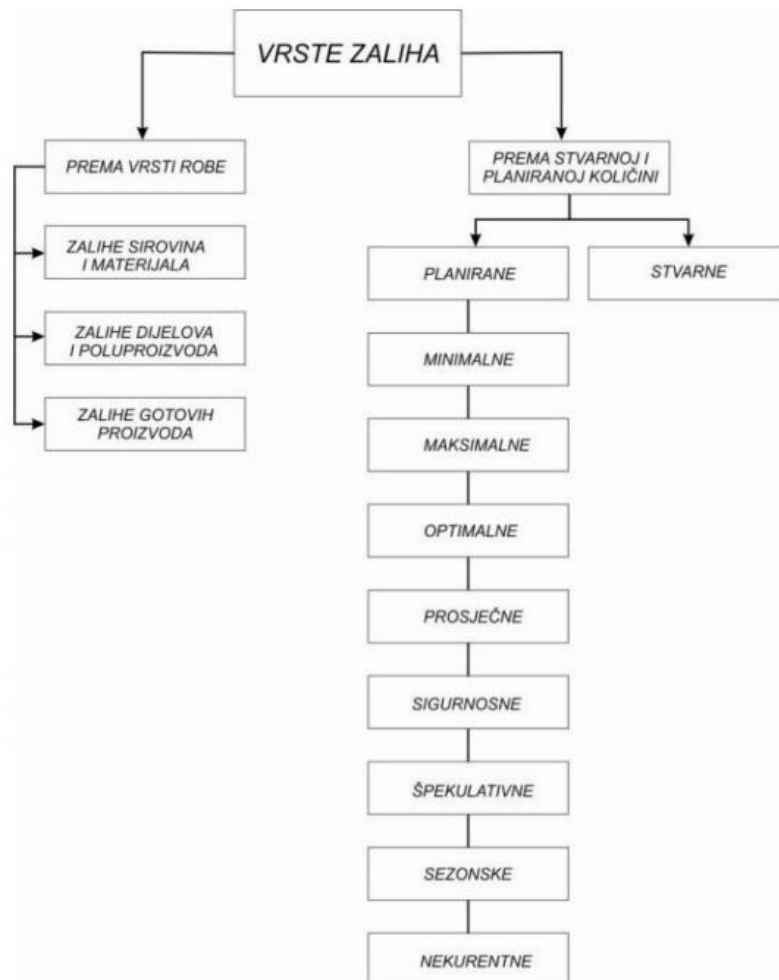 VRSTE ZALIHA
PREMA VRSTI ROBE
ZALIHE SIROVINA
I MATERIJALA
ZALIHE DIJELOVA
I POLUPROIZVODA
ZALIHE GOTOVIH
PROIZVODA
PREMA STVARNOJ I
PLANIRANOJ KOLIČINI
PLANIRANE
STVARNE
MINIMALNE
MAKSIMALNE
OPTIMALNE
PROSJEČNE
SIGURNOSNE
ŠPEKULATIVNE
SEZONSKE
NEKURENTNE